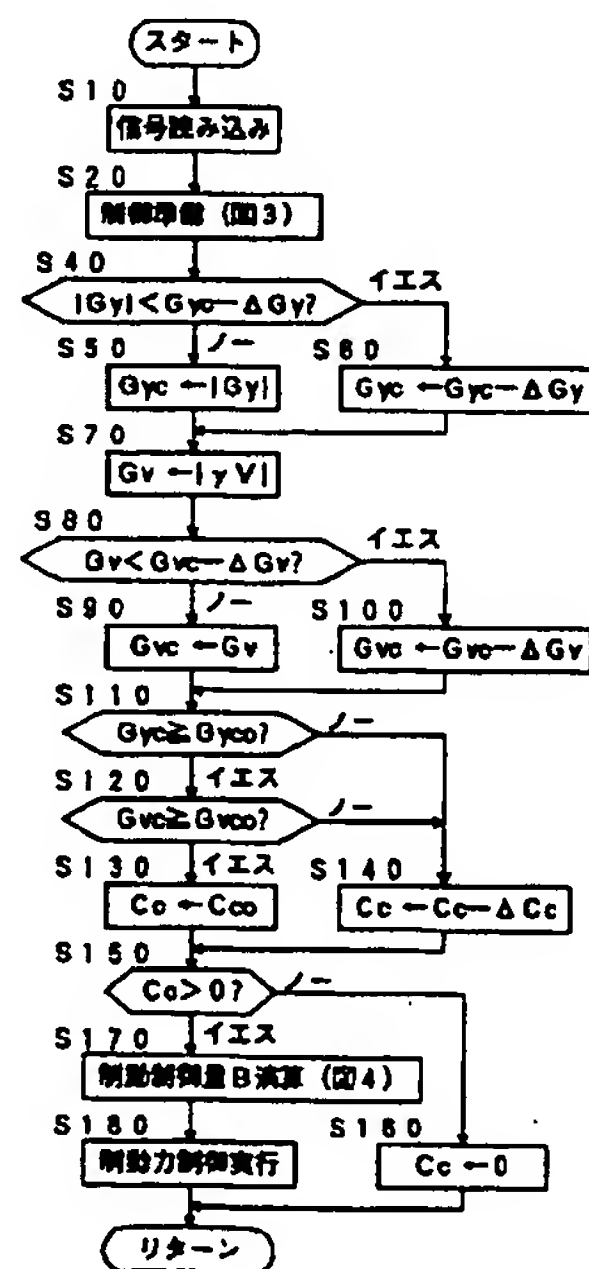 スタート
S10
信号読み込み
S20
制御準備 (図3)
S40
|Gy|<Gyc-ΔGy?
イエス
ノー
S50
Gyc←|Gy|
S60
Gyc←Gyc-ΔGy
S70
Gv←|γV|
S80
Gv<Gvc-ΔGv?
イエス
ノー
S90
Gvc←Gv
S100
Gvc←Gvc-ΔGv
S110
Gyc≧Gyco?
ノー
イエス
S120
Gvc≧Gvco?
ノー
イエス
S130
Cc←Cco
S140
Cc←Cc-ΔCc
S150
Cc>0?
ノー
イエス
S170
制動制御量B演算 (図4)
S180
制動力制御実行
S160
Cc←0
リターン